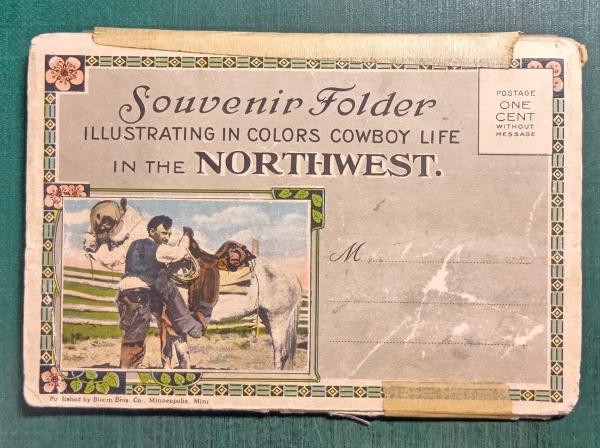 Souvenir Folder
ILLUSTRATING IN COLORS COWBOY LIFE
IN THE NORTHWEST.
POSTAGE
ONE
CENT
WITHOUT
MESSAGE
M
Published by Bloom Bros. Co., Minneapolis, Minn